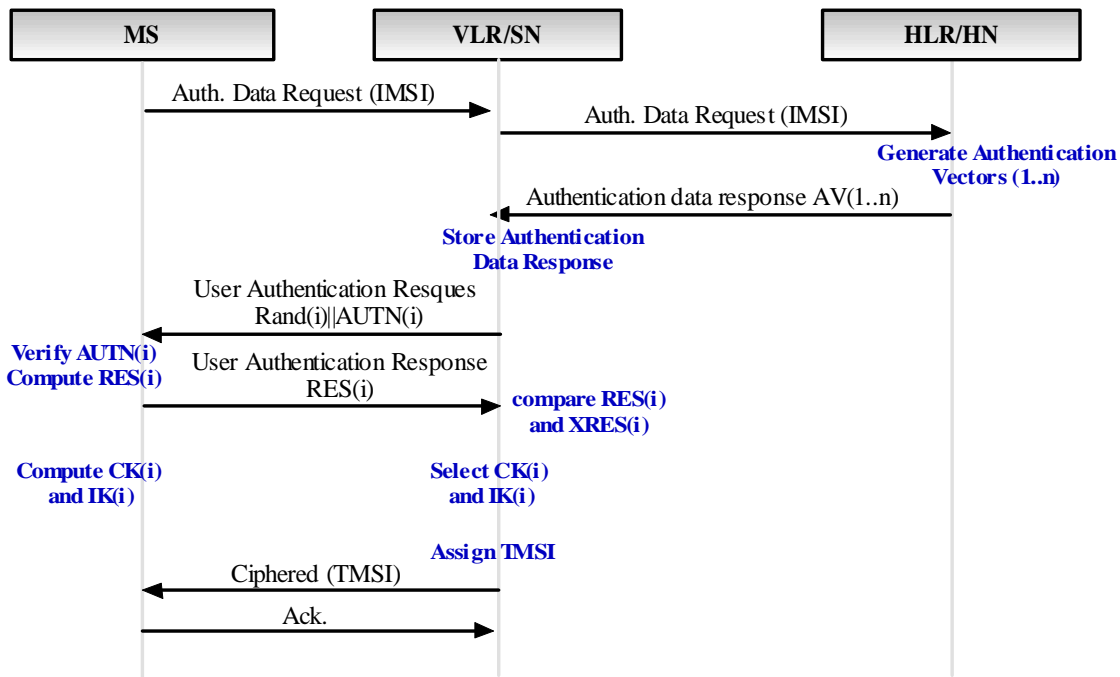 MS
VLR/SN
HLR/HN
Auth. Data Request (IMSI)
Auth. Data Request (IMSI)
Generate Authentication
Vectors (1..n)
Authentication data response AV(1..n)
Store Authentication
Data Response
User Authentication Resques
Rand(i)||AUTN(i)
Verify AUTN(i)
Compute RES(i)
User Authentication Response
RES(i)
compare RES(i)
and XRES(i)
Compute CK(i)
and IK(i)
Select CK(i)
and IK(i)
Assign TMSI
Ciphered (TMSI)
Ack.